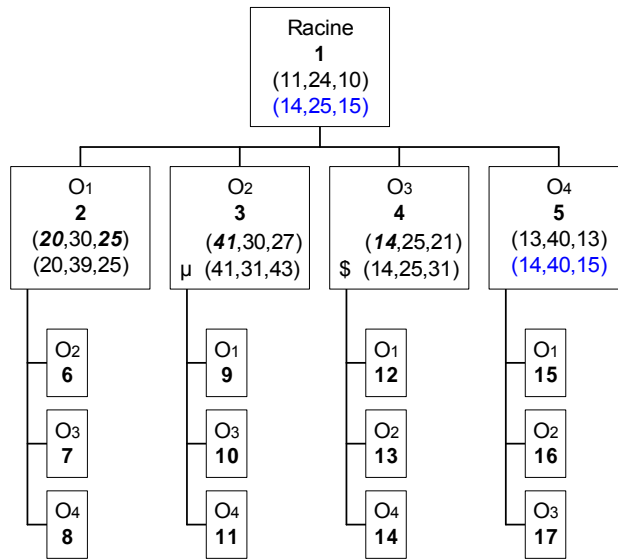 Racine
1
(11,24,10)
(14,25,15)
O1
2
(20,30,25)
(20,39,25)
O2
3
(41,30,27)
µ (41,31,43)
O3
4
(14,25,21)
$ (14,25,31)
O4
5
(13,40,13)
(14,40,15)
O2
6
O3
7
O4
8
O1
9
O3
10
O4
11
O1
12
O2
13
O4
14
O1
15
O2
16
O3
17